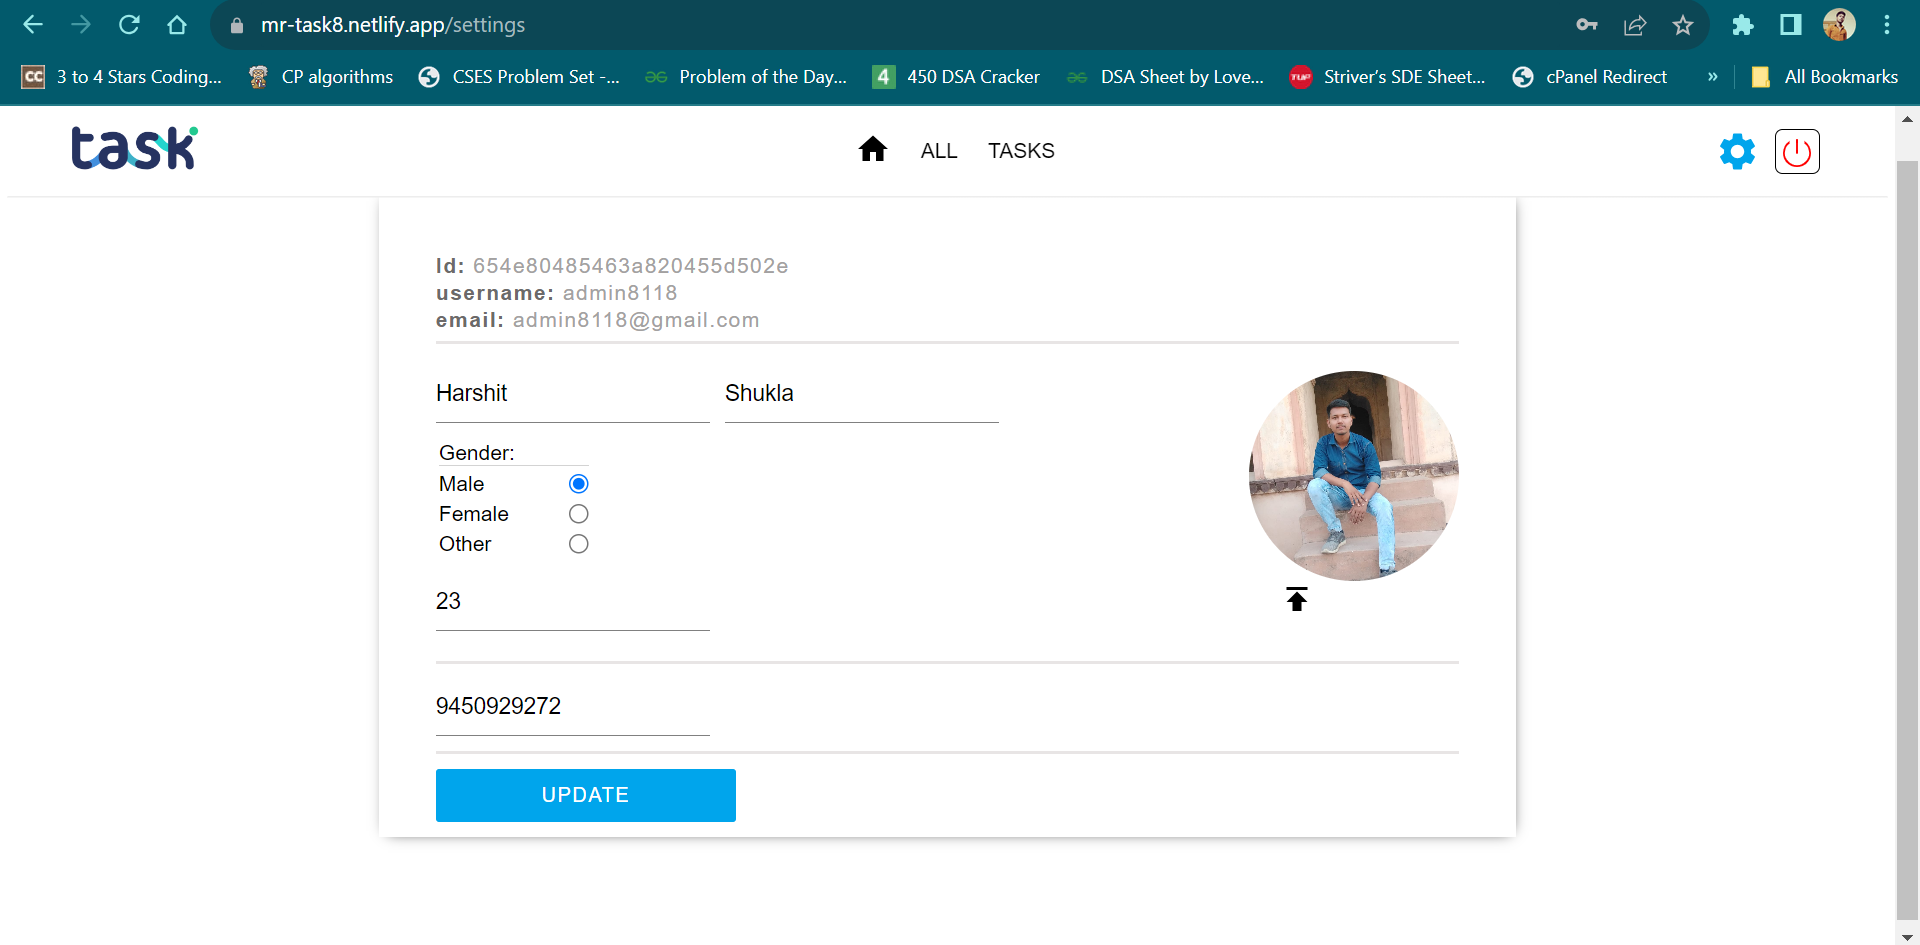 mr-task8.netlify.app/settings
CC 3 to 4 Stars Coding... CP algorithms CSES Problem Set -... Problem of the Day... 4 450 DSA Cracker DSA Sheet by Love... TUF Striver's SDE Sheet... cPanel Redirect » All Bookmarks
task ALL TASKS
Id: 654e80485463a820455d502e
username: admin8118
email: admin8118@gmail.com
Harshit Shukla
Gender:
Male
Female
Other
23
9450929272
UPDATE